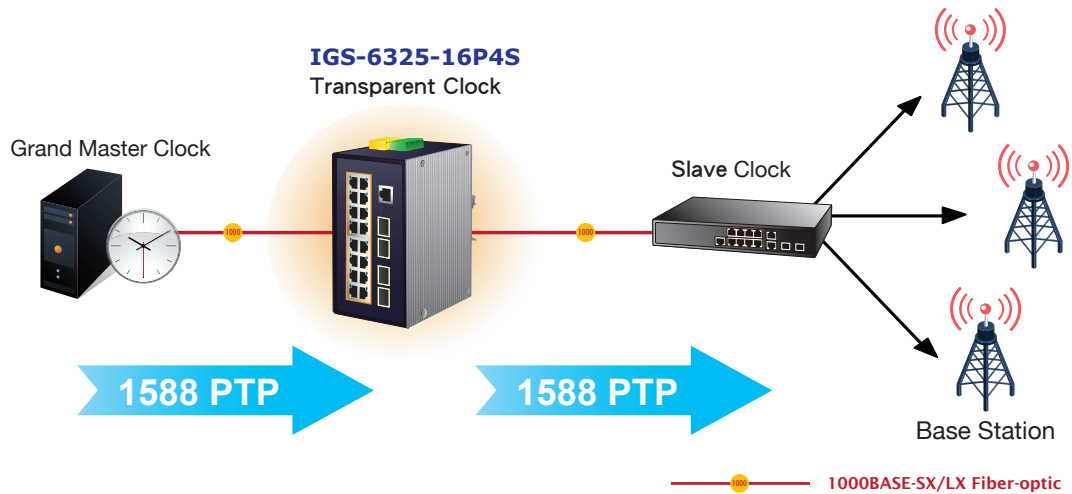 IGS-6325-16P4S
Transparent Clock
Grand Master Clock
Slave Clock
1000
1000
1588 PTP
1588 PTP
Base Station
1000
1000BASE-SX/LX Fiber-optic